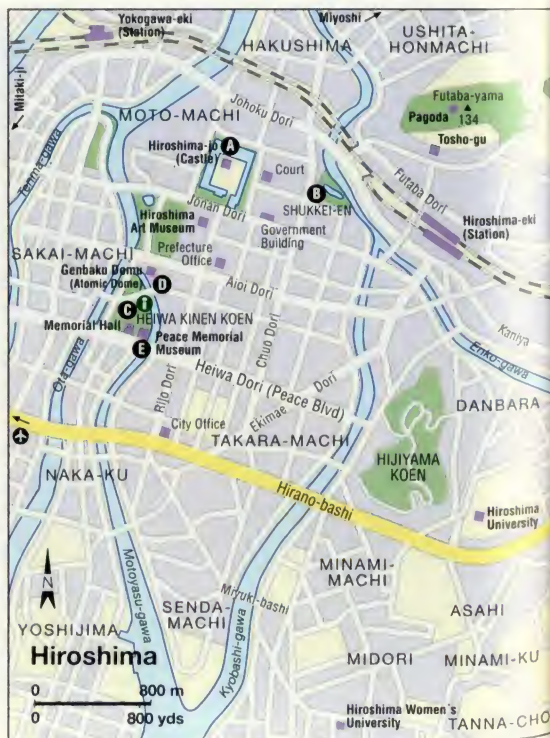 Yokogawa-eki
(Station)
Miyoshi
HAKUSHIMA
USHITA-
HONMACHI
Mitaki-ji
Johoku Dori
MOTO-MACHI
Futaba-yama
Pagoda
134
Tosho-gu
Tenma-gawa
Hiroshima-jo
(Castle)
A
Court
B
SHUKKEI-EN
Futaba Dori
Hiroshima-eki
(Station)
Jonan Dori
Hiroshima
Art Museum
Government
Building
Prefecture
Office
SAKAI-MACHI
Genbaku Domu
(Atomic Dome)
D
Aioi Dori
C
i
HEIWA KINEN KOEN
Memorial Hall
Peace Memorial
Museum
E
Chuo Dori
Kaniya
Enko-gawa
Ota-gawa
Heiwa Dori (Peace Blvd)
Rijo Dori
Ekimae Dori
DANBARA
City Office
TAKARA-MACHI
HIJIYAMA
KOEN
NAKA-KU
Hirano-bashi
Hiroshima
University
N
Motoyasu-gawa
MINAMI-
MACHI
Miyuki-bashi
SENDA-
MACHI
Kyobashi-gawa
ASAHI
YOSHIJIMA
Hiroshima
MIDORI
MINAMI-KU
0 800 m
0 800 yds
Hiroshima Women's
University
TANNA-CHO